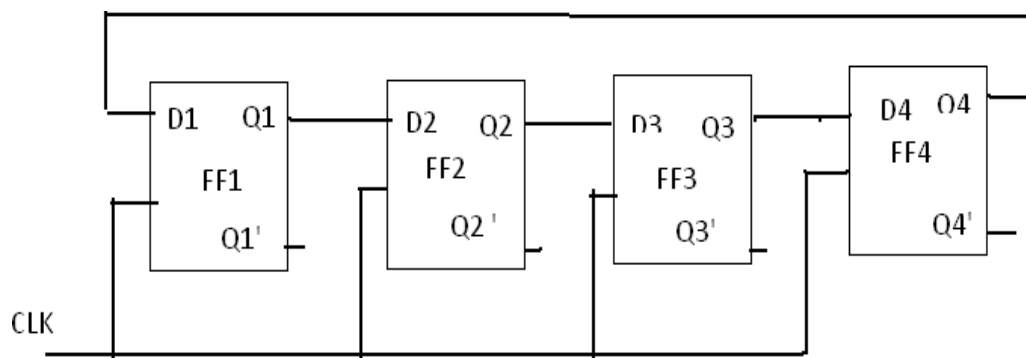 D1 Q1
FF1
Q1'
D2 Q2
FF2
Q2 '
D3 Q3
FF3
Q3'
D4 Q4
FF4
Q4'
CLK